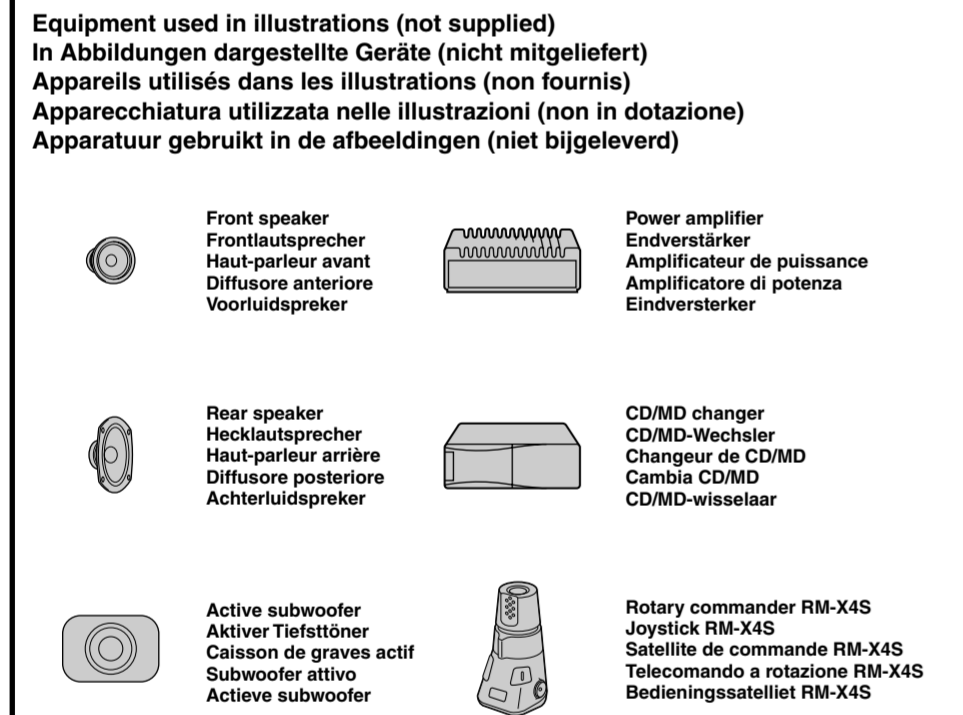 Equipment used in illustrations (not supplied)
In Abbildungen dargestellte Geräte (nicht mitgeliefert)
Appareils utilisés dans les illustrations (non fournis)
Apparecchiatura utilizzata nelle illustrazioni (non in dotazione)
Apparatuur gebruikt in de afbeeldingen (niet bijgeleverd)
Front speaker
Frontlautsprecher
Haut-parleur avant
Diffusore anteriore
Voorluidspreker
Power amplifier
Endverstärker
Amplificateur de puissance
Amplificatore di potenza
Eindversterker
Rear speaker
Hecklautsprecher
Haut-parleur arrière
Diffusore posteriore
Achterluidspreker
CD/MD changer
CD/MD-Wechsler
Changeur de CD/MD
Cambia CD/MD
CD/MD-wisselaar
Active subwoofer
Aktiver Tiefsttöner
Caisson de graves actif
Subwoofer attivo
Actieve subwoofer
Rotary commander RM-X4S
Joystick RM-X4S
Satellite de commande RM-X4S
Telecomando a rotazione RM-X4S
Bedieningssatelliet RM-X4S